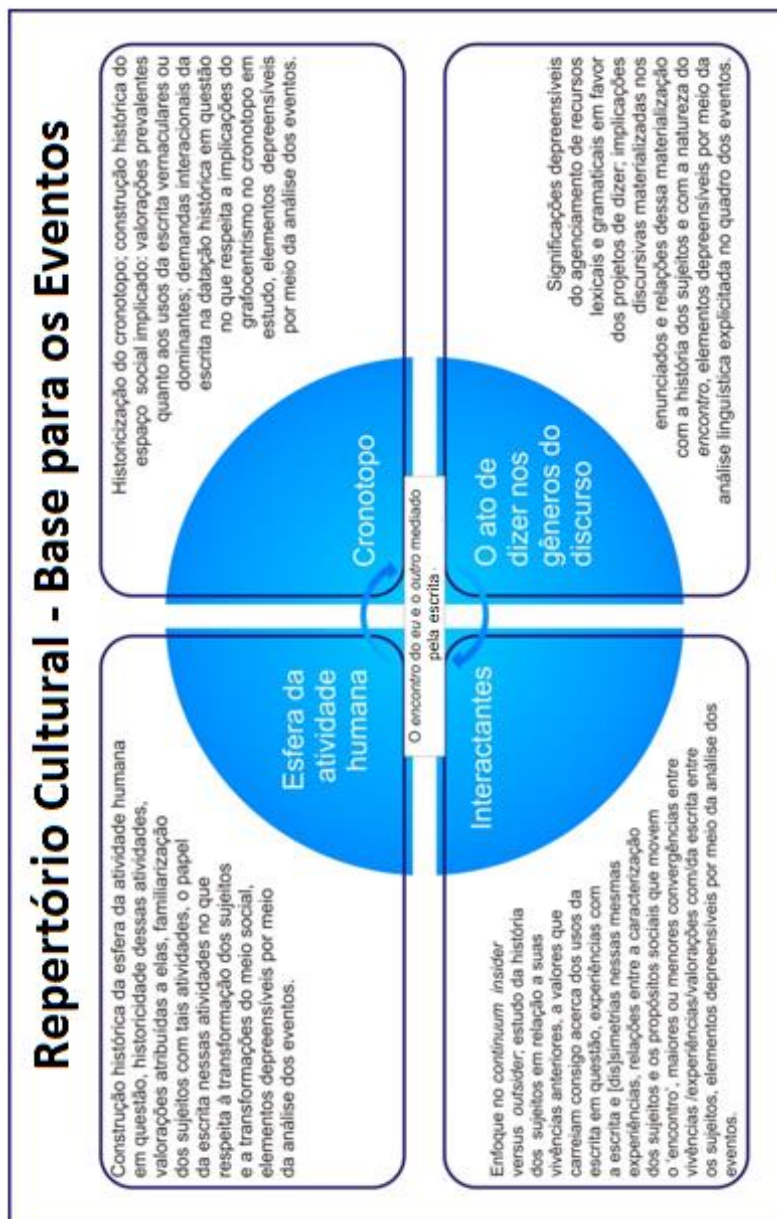 Repertório Cultural - Base para os Eventos
Construção histórica da esfera da atividade humana
em questão, historicidade dessas atividades,
valorações atribuídas a elas, familiarização
dos sujeitos com tais atividades, o papel
da escrita nessas atividades no que
respeita à transformação dos sujeitos
e a transformações do meio social,
elementos depreensíveis por meio
da análise dos eventos.
Historicização do cronotopo; construção histórica do
espaço social implicado: valorações prevalentes
quanto aos usos da escrita vernaculares ou
dominantes; demandas interacionais da
escrita na datação histórica em questão
no que respeita a implicações do
grafocentrismo no cronotopo em
estudo, elementos depreensíveis
por meio da análise dos eventos.
Esfera da
atividade
humana
Cronotopo
O encontro do eu e o outro mediado
pela escrita .
Interactantes
O ato de
dizer nos
gêneros do
discurso
Enfoque no continuum insider
versus outsider; estudo da história
dos sujeitos em relação a suas
vivências anteriores, a valores que
carreiam consigo acerca dos usos da
escrita em questão, experiências com
a escrita e [dis]simetrias nessas mesmas
experiências, relações entre a caracterização
dos sujeitos e os propósitos sociais que movem
o 'encontro', maiores ou menores convergências entre
vivências /experiências/valorações com/da escrita entre
os sujeitos, elementos depreensíveis por meio da análise dos
eventos.
Significações depreensíveis
do agenciamento de recursos
lexicais e gramaticais em favor
dos projetos de dizer; implicações
discursivas materializadas nos
enunciados e relações dessa materialização
com a história dos sujeitos e com a natureza do
encontro, elementos depreensíveis por meio da
análise linguística explicitada no quadro dos eventos.